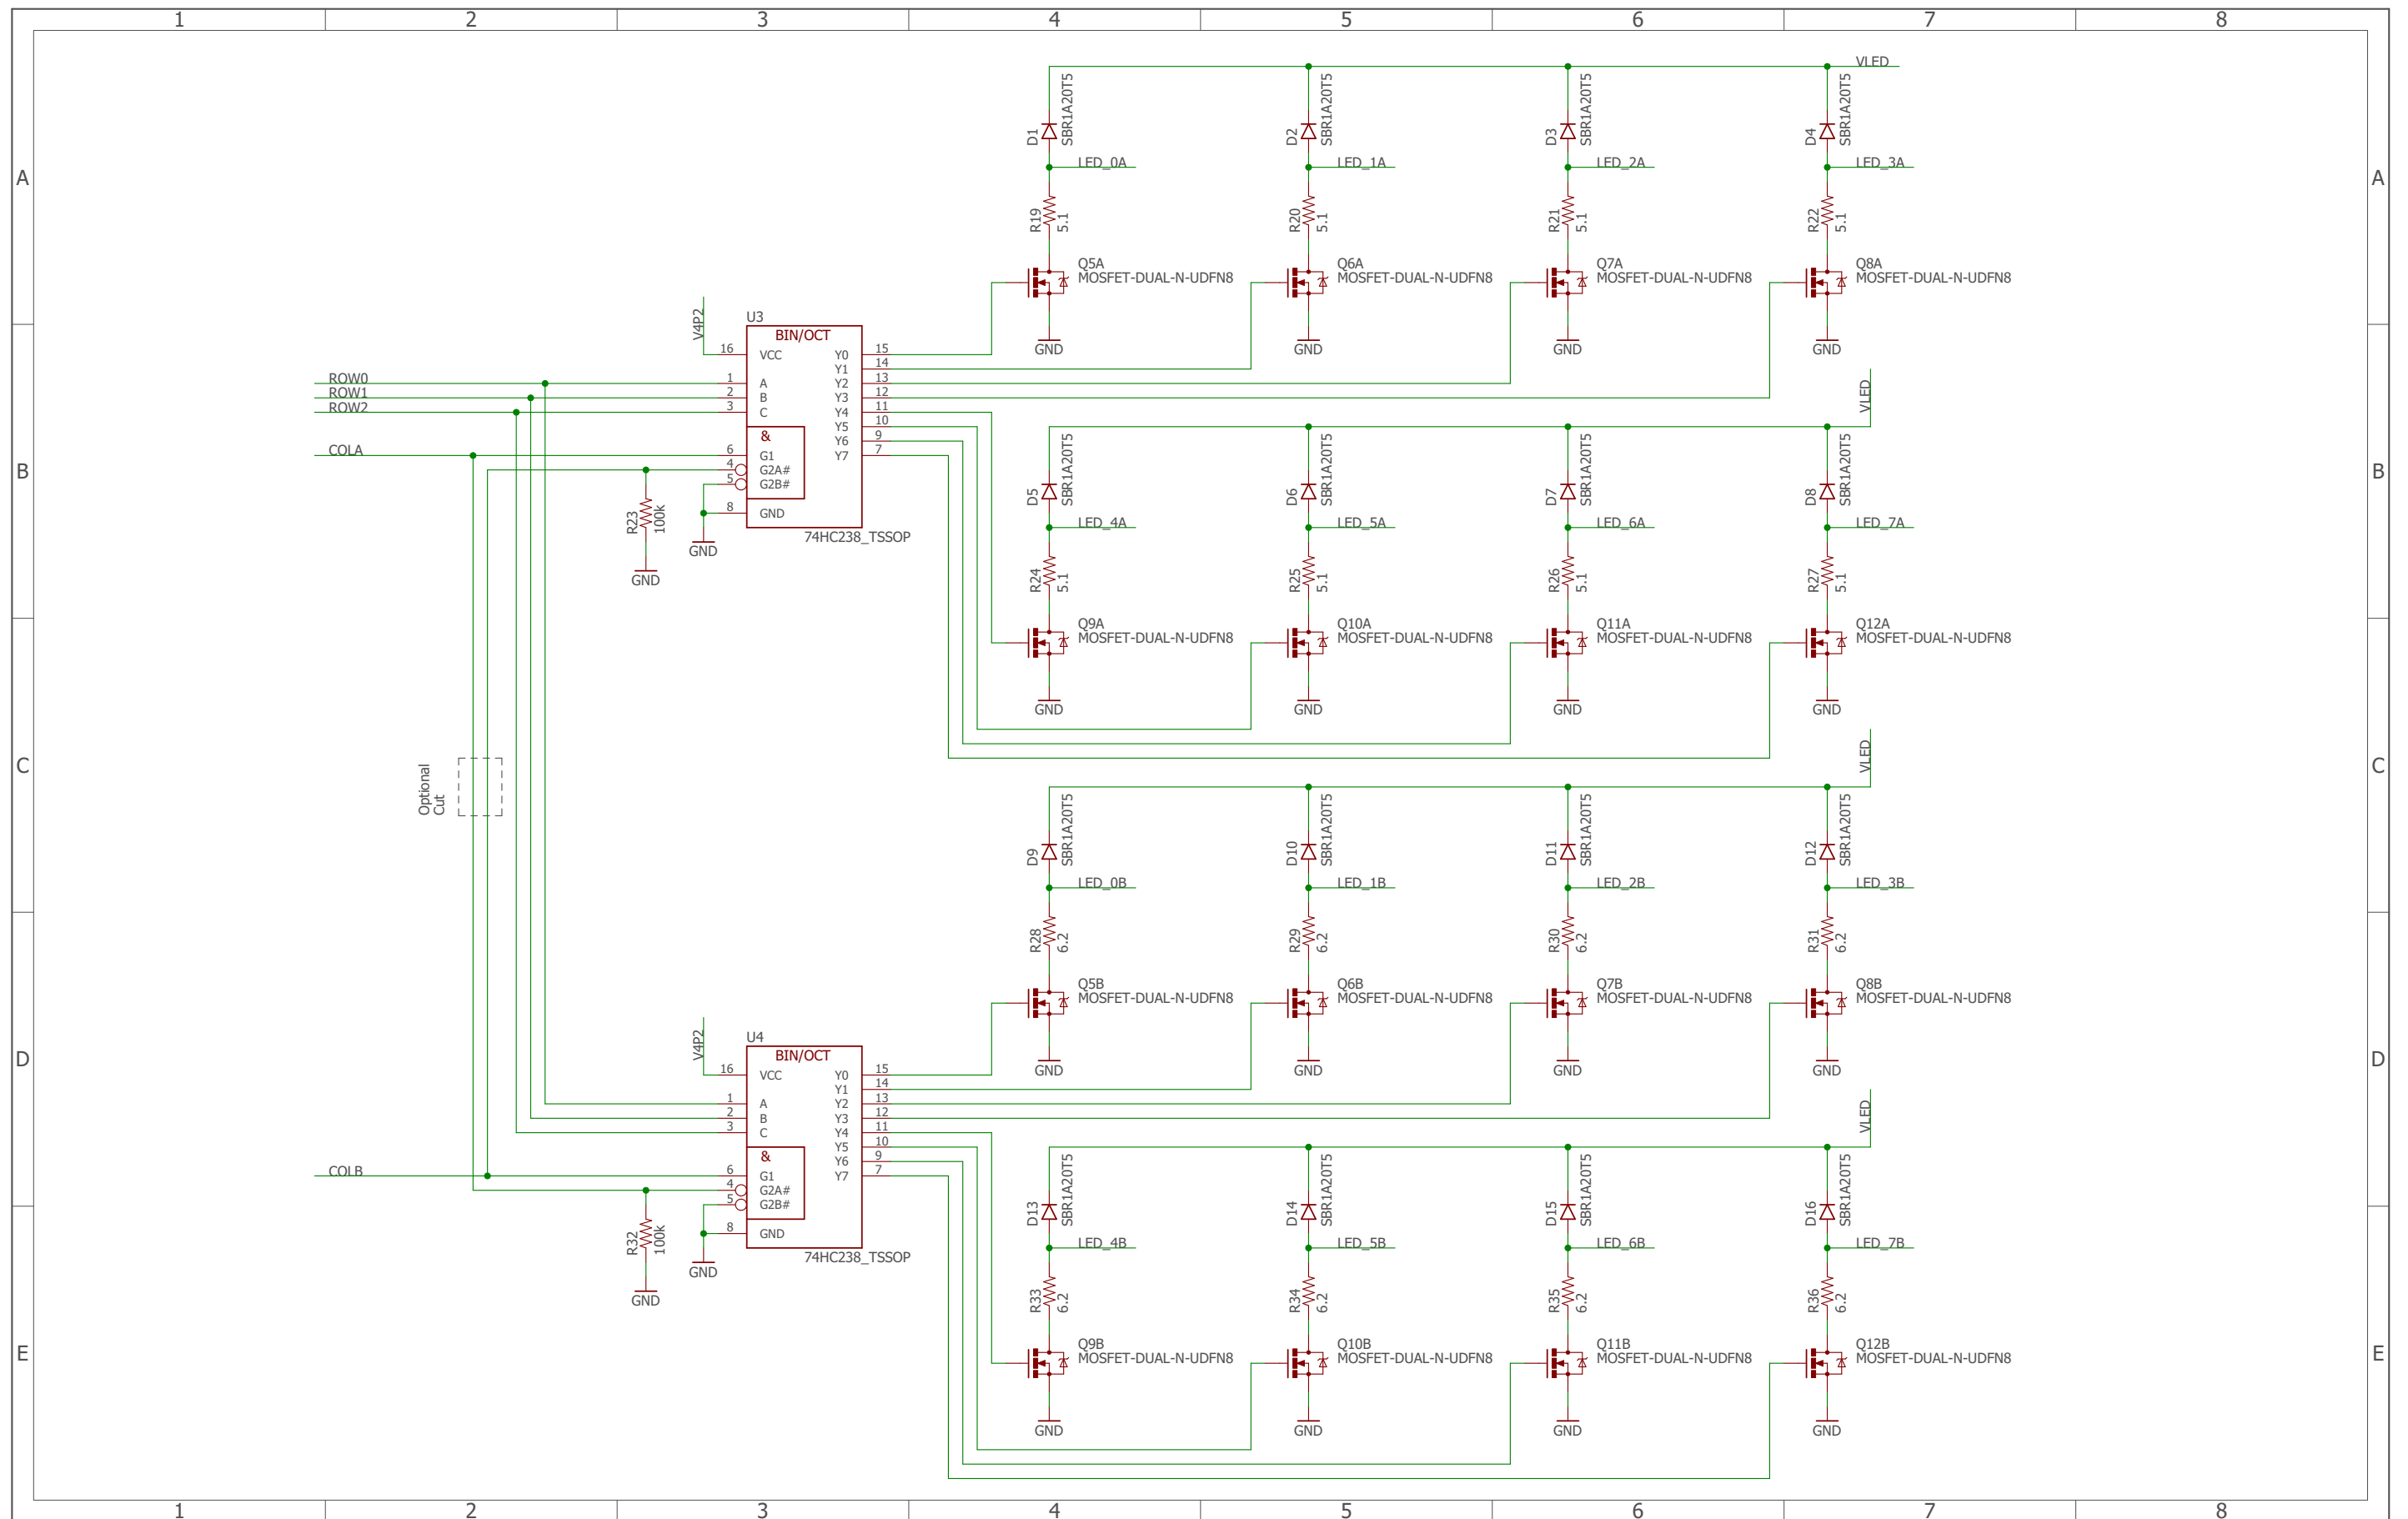 1 2 3 4 5 6 7 8
A
A
VLED
D1
SBR1A20T5
D2
SBR1A20T5
D3
SBR1A20T5
D4
SBR1A20T5
LED_0A
LED_1A
LED_2A
LED_3A
R19
5.1
R20
5.1
R21
5.1
R22
5.1
Q5A
MOSFET-DUAL-N-UDFN8
Q6A
MOSFET-DUAL-N-UDFN8
Q7A
MOSFET-DUAL-N-UDFN8
Q8A
MOSFET-DUAL-N-UDFN8
GND
GND
GND
GND
B
B
V4P2
U3
BIN/OCT
16 VCC Y0 15
Y1 14
ROW0
1 A Y2 13
ROW1
2 B Y3 12
ROW2
3 C Y4 11
Y5 10
&
Y6 9
COLA
6 G1 Y7 7
4 G2A#
5 G2B#
8 GND
74HC238_TSSOP
R23
100k
GND
GND
VLED
D5
SBR1A20T5
D6
SBR1A20T5
D7
SBR1A20T5
D8
SBR1A20T5
LED_4A
LED_5A
LED_6A
LED_7A
R24
5.1
R25
5.1
R26
5.1
R27
5.1
Q9A
MOSFET-DUAL-N-UDFN8
Q10A
MOSFET-DUAL-N-UDFN8
Q11A
MOSFET-DUAL-N-UDFN8
Q12A
MOSFET-DUAL-N-UDFN8
GND
GND
GND
GND
C
C
Optional
Cut
VLED
D9
SBR1A20T5
D10
SBR1A20T5
D11
SBR1A20T5
D12
SBR1A20T5
LED_0B
LED_1B
LED_2B
LED_3B
R28
6.2
R29
6.2
R30
6.2
R31
6.2
Q5B
MOSFET-DUAL-N-UDFN8
Q6B
MOSFET-DUAL-N-UDFN8
Q7B
MOSFET-DUAL-N-UDFN8
Q8B
MOSFET-DUAL-N-UDFN8
GND
GND
GND
GND
D
D
V4P2
U4
BIN/OCT
16 VCC Y0 15
Y1 14
1 A Y2 13
2 B Y3 12
3 C Y4 11
Y5 10
&
Y6 9
COLB
6 G1 Y7 7
4 G2A#
5 G2B#
8 GND
74HC238_TSSOP
R32
100k
GND
GND
VLED
D13
SBR1A20T5
D14
SBR1A20T5
D15
SBR1A20T5
D16
SBR1A20T5
LED_4B
LED_5B
LED_6B
LED_7B
R33
6.2
R34
6.2
R35
6.2
R36
6.2
Q9B
MOSFET-DUAL-N-UDFN8
Q10B
MOSFET-DUAL-N-UDFN8
Q11B
MOSFET-DUAL-N-UDFN8
Q12B
MOSFET-DUAL-N-UDFN8
GND
GND
GND
GND
E
E
1 2 3 4 5 6 7 8